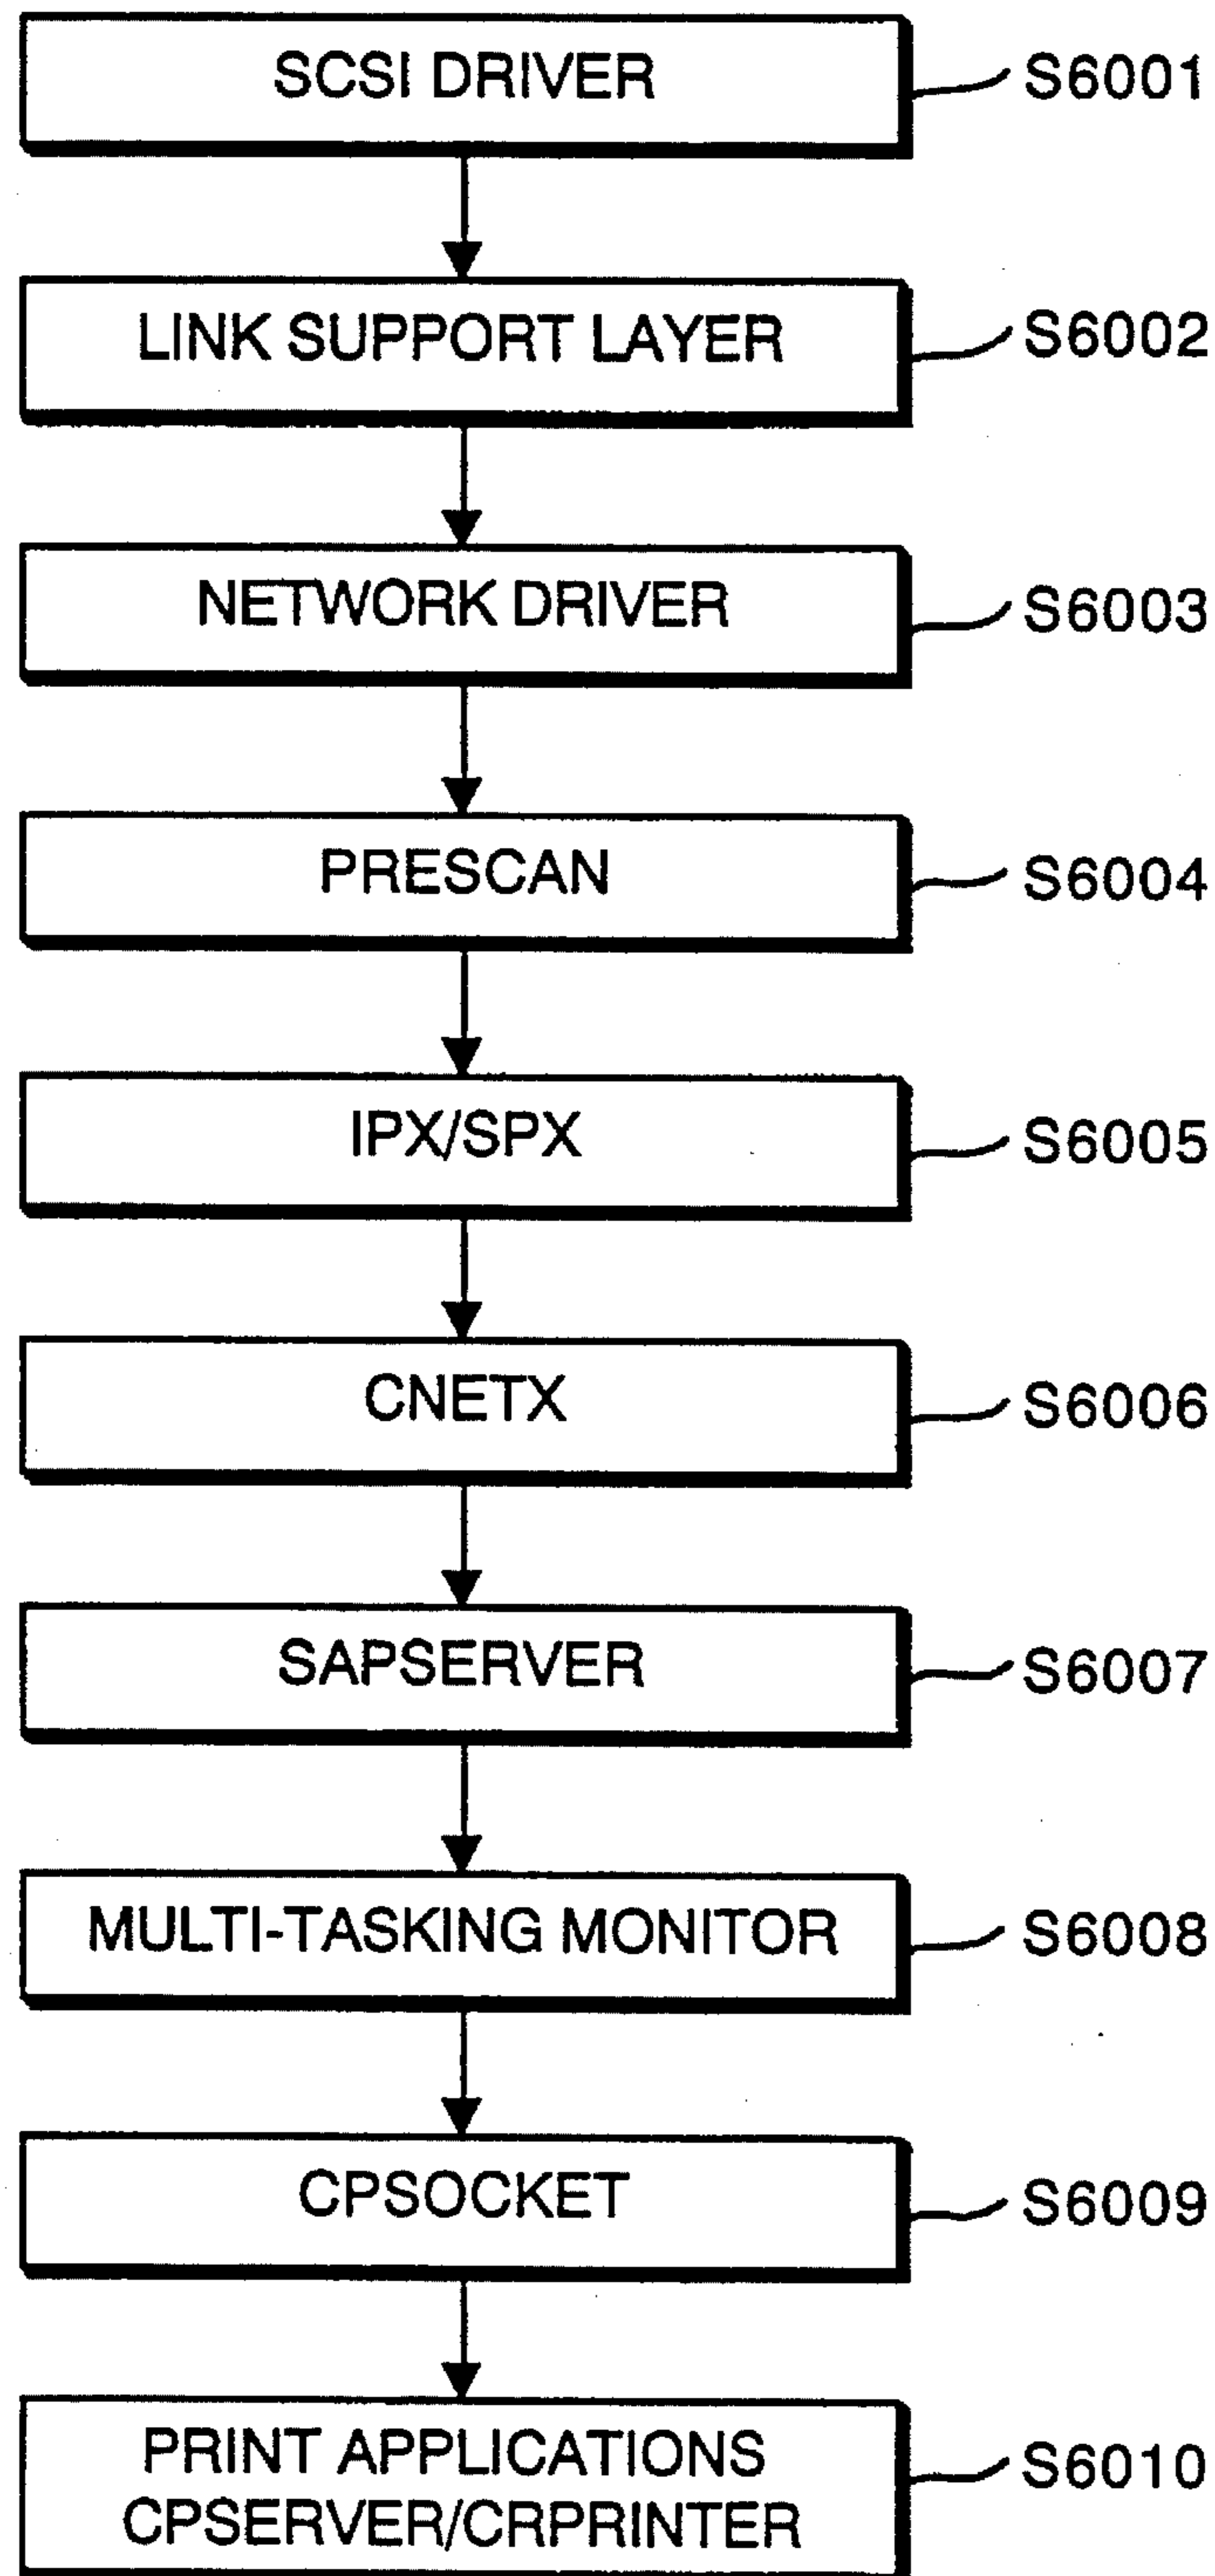 SCSI DRIVER
S6001
LINK SUPPORT LAYER
S6002
NETWORK DRIVER
S6003
PRESCAN
S6004
IPX/SPX
S6005
CNETX
S6006
SAPSERVER
S6007
MULTI-TASKING MONITOR
S6008
CPSOCKET
S6009
PRINT APPLICATIONS
CPSERVER/CRPRINTER
S6010